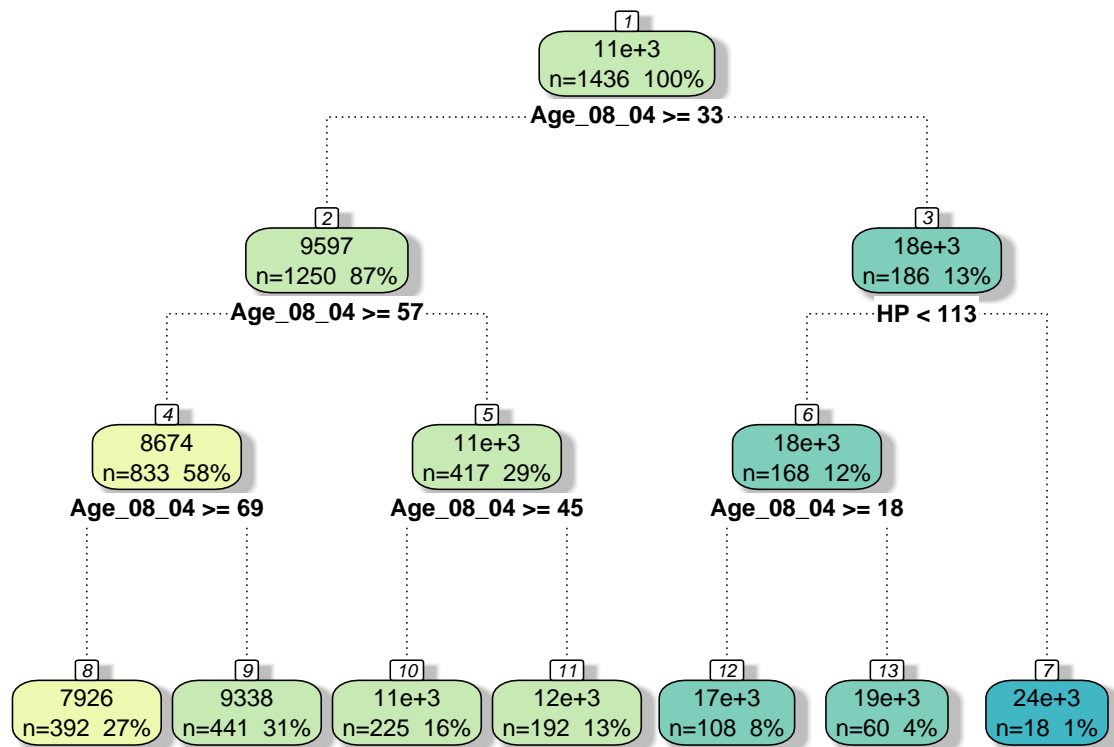 1
11e+3
n=1436 100%
Age_08_04 >= 33
2
9597
n=1250 87%
Age_08_04 >= 57
3
18e+3
n=186 13%
HP < 113
4
8674
n=833 58%
Age_08_04 >= 69
5
11e+3
n=417 29%
Age_08_04 >= 45
6
18e+3
n=168 12%
Age_08_04 >= 18
8
7926
n=392 27%
9
9338
n=441 31%
10
11e+3
n=225 16%
11
12e+3
n=192 13%
12
17e+3
n=108 8%
13
19e+3
n=60 4%
7
24e+3
n=18 1%